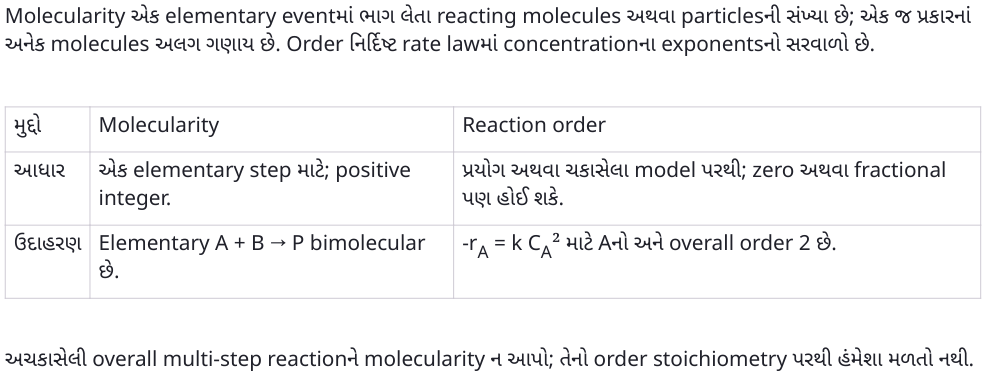 Molecularity એક elementary eventમાં ભાગ લેતા reacting molecules અથવા particlesની સંખ્યા છે; એક જ પ્રકારનાં
અનેક molecules અલગ ગણાય છે. Order નિર્દિષ્ટ rate lawમાં concentrationના exponentsનો સરવાળો છે.
મુદ્દો Molecularity Reaction order
આધાર એક elementary step માટે; positive integer. પ્રયોગ અથવા ચકાસેલા model પરથી; zero અથવા fractional પણ હોઈ શકે.
ઉદાહરણ Elementary A + B → P bimolecular છે. -r_A = k C_A² માટે Aનો અને overall order 2 છે.
અચકાસેલી overall multi-step reactionને molecularity ન આપો; તેનો order stoichiometry પરથી હંમેશા મળતો નથી.